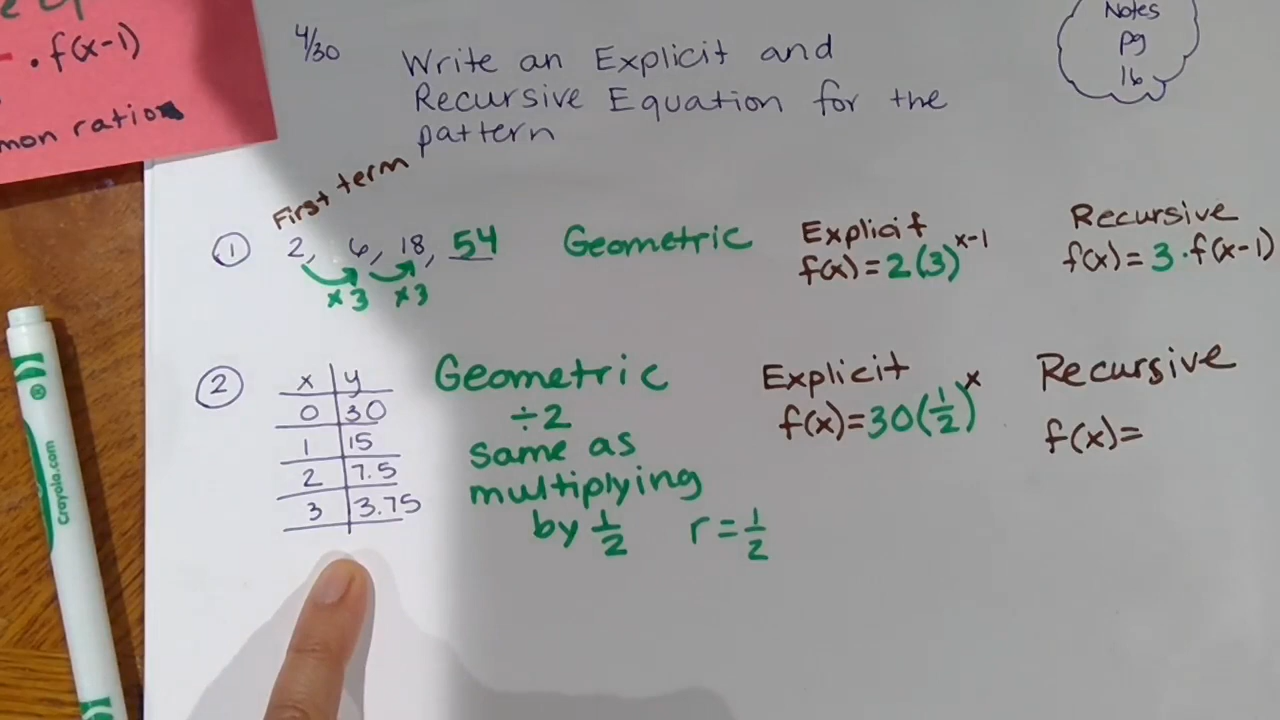 · f(x-1)
mon ratio
4/30
Write an Explicit and
Recursive Equation for the
pattern
Notes
pg
16
First term
① 2, 6, 18, 54
×3 ×3
Geometric
Explicit
f(x) = 2(3)^x-1
Recursive
f(x) = 3 · f(x-1)
②
x y
0 30
1 15
2 7.5
3 3.75
Geometric
÷2
same as
multiplying
by 1/2 r = 1/2
Explicit
f(x) = 30(1/2)^x
Recursive
f(x) =
Crayola.com